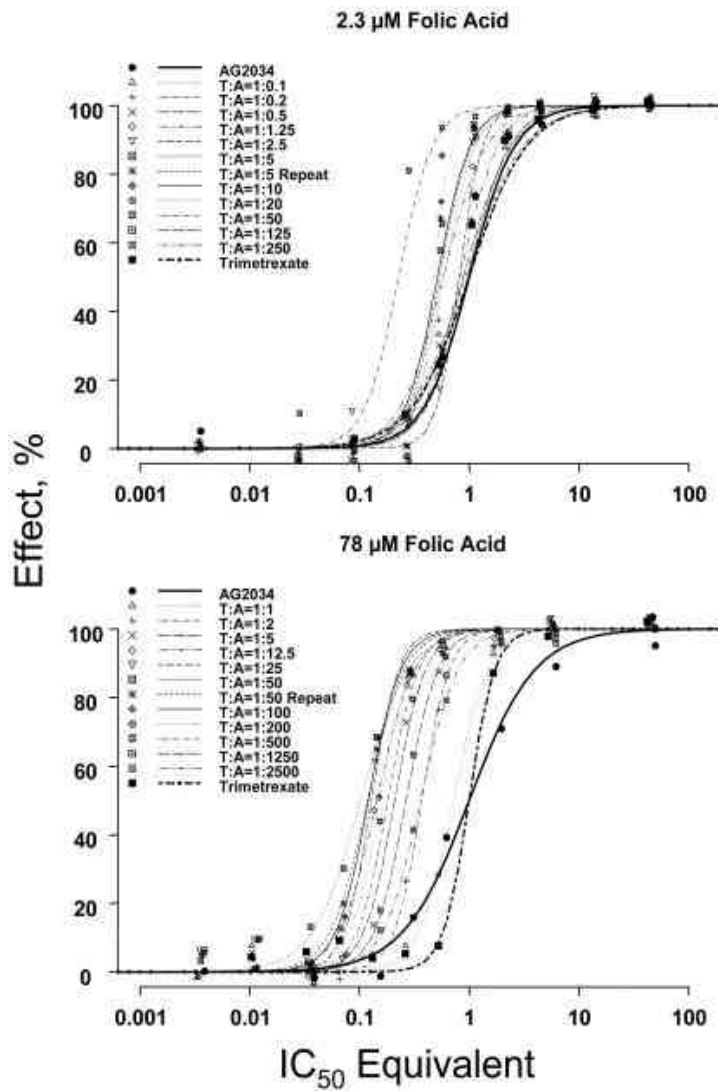 2.3 µM Folic Acid
AG2034
T:A=1:0.1
T:A=1:0.2
T:A=1:0.5
T:A=1:1.25
T:A=1:2.5
T:A=1:5
T:A=1:5 Repeat
T:A=1:10
T:A=1:20
T:A=1:50
T:A=1:125
T:A=1:250
Trimetrexate
100
80
60
40
20
0
0.001 0.01 0.1 1 10 100
Effect, %
78 µM Folic Acid
AG2034
T:A=1:1
T:A=1:2
T:A=1:5
T:A=1:12.5
T:A=1:25
T:A=1:50
T:A=1:50 Repeat
T:A=1:100
T:A=1:200
T:A=1:500
T:A=1:1250
T:A=1:2500
Trimetrexate
100
80
60
40
20
0
0.001 0.01 0.1 1 10 100
IC50 Equivalent